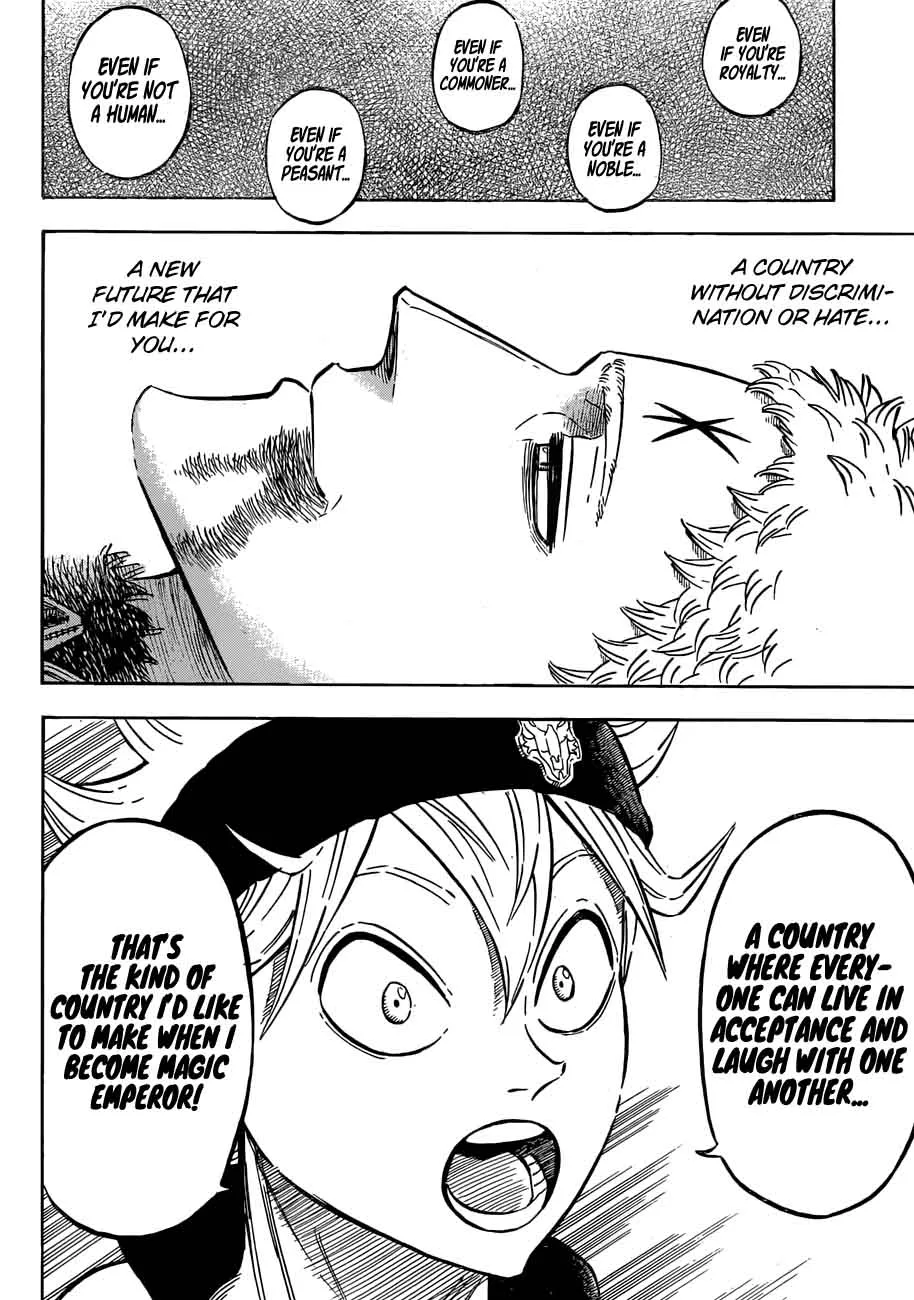 EVEN
IF YOU'RE
ROYALTY...
EVEN IF
YOU'RE A
NOBLE...
EVEN IF
YOU'RE A
COMMONER...
EVEN IF
YOU'RE A
PEASANT...
EVEN IF
YOU'RE NOT
A HUMAN...
A COUNTRY
WITHOUT DISCRIMI-
NATION OR HATE...
A NEW
FUTURE THAT
I'D MAKE FOR
YOU...
A COUNTRY
WHERE EVERY-
ONE CAN LIVE IN
ACCEPTANCE AND
LAUGH WITH ONE
ANOTHER...
THAT'S
THE KIND OF
COUNTRY I'D LIKE
TO MAKE WHEN I
BECOME MAGIC
EMPEROR!